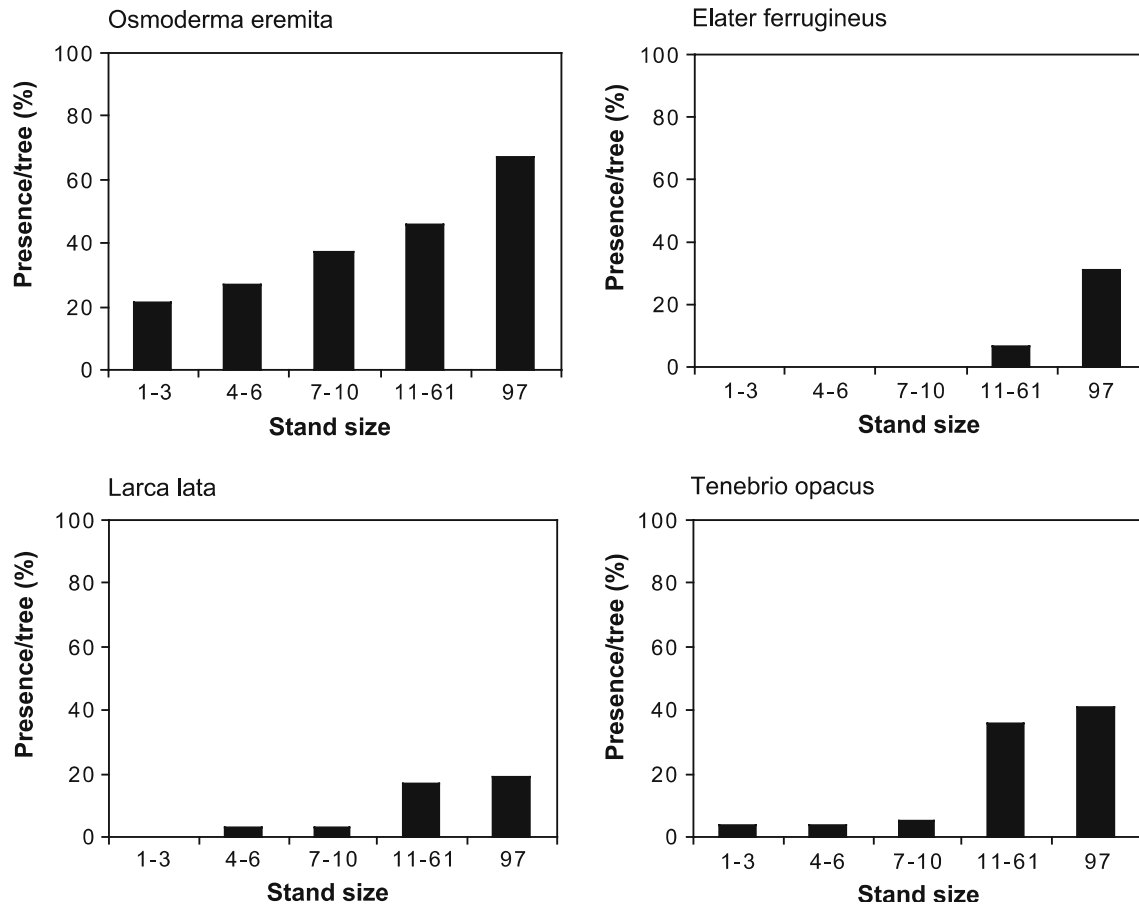 Osmoderma eremita
Presence/tree (%)
100
80
60
40
20
0
1-3 4-6 7-10 11-61 97
Stand size
Elater ferrugineus
Presence/tree (%)
100
80
60
40
20
0
1-3 4-6 7-10 11-61 97
Stand size
Larca lata
Presence/tree (%)
100
80
60
40
20
0
1-3 4-6 7-10 11-61 97
Stand size
Tenebrio opacus
Presence/tree (%)
100
80
60
40
20
0
1-3 4-6 7-10 11-61 97
Stand size